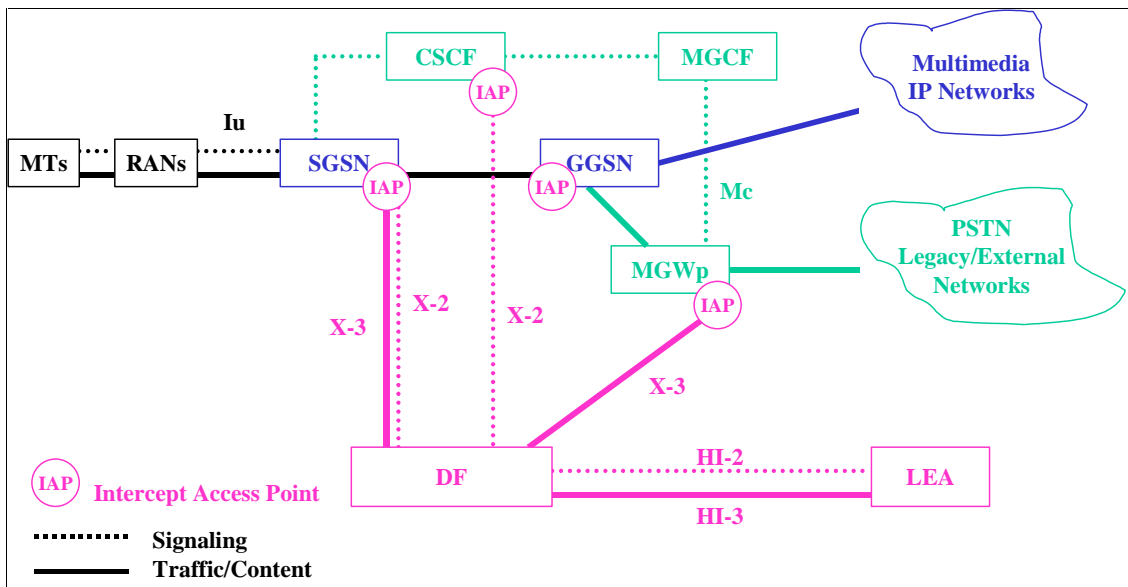 CSCF
MGCF
IAP
Multimedia
IP Networks
Iu
MTs
RANs
SGSN
IAP
GGSN
IAP
Mc
PSTN
Legacy/External
Networks
MGWp
IAP
X-3
X-2
X-2
X-3
DF
HI-2
HI-3
LEA
IAP
Intercept Access Point
Signaling
Traffic/Content